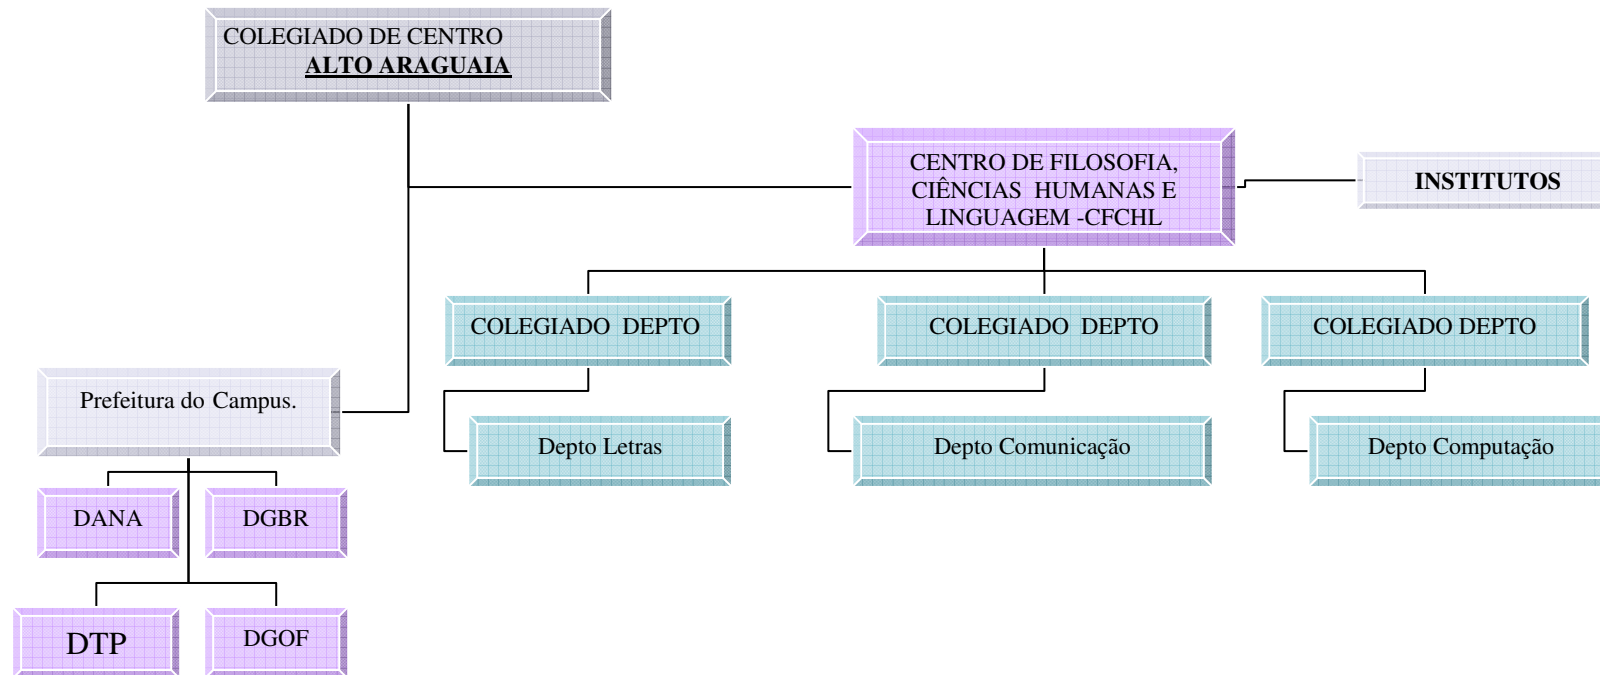 COLEGIADO DE CENTRO
ALTO ARAGUAIA
CENTRO DE FILOSOFIA,
CIÊNCIAS HUMANAS E
LINGUAGEM -CFCHL
INSTITUTOS
COLEGIADO DEPTO
COLEGIADO DEPTO
COLEGIADO DEPTO
Prefeitura do Campus.
Depto Letras
Depto Comunicação
Depto Computação
DANA
DGBR
DTP
DGOF